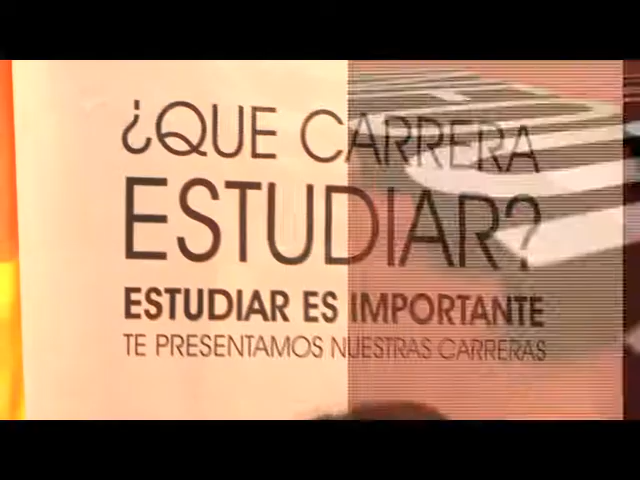 ¿QUE CARRERA
ESTUDIAR?
ESTUDIAR ES IMPORTANTE
TE PRESENTAMOS NUESTRAS CARRERAS